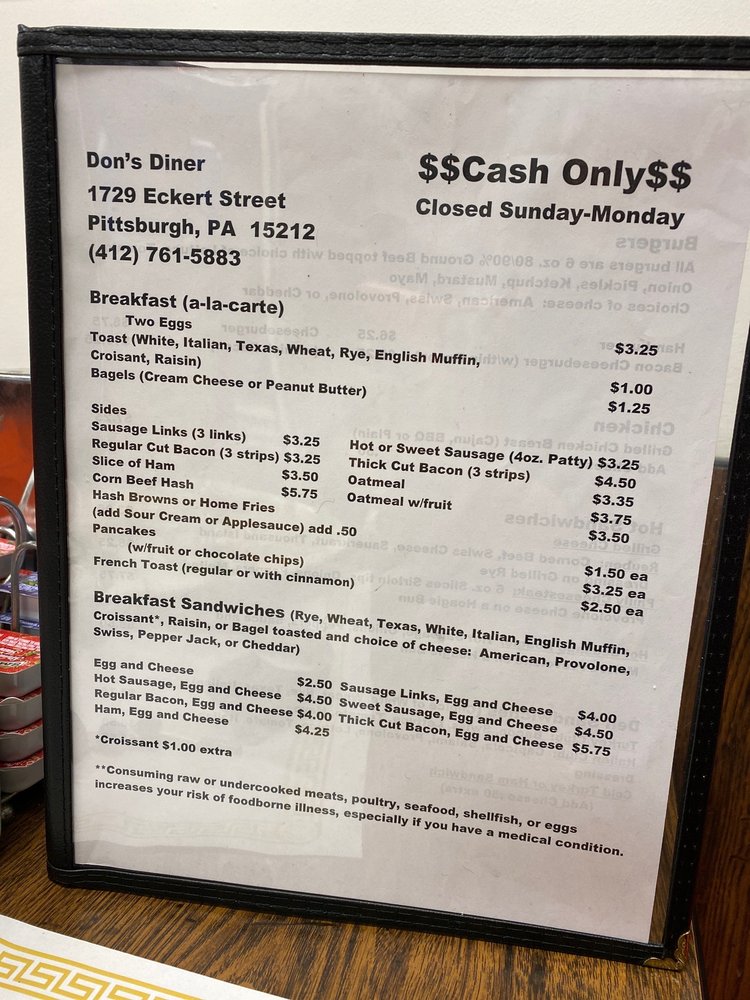 Don's Diner
1729 Eckert Street
Pittsburgh, PA 15212
(412) 761-5883
$$Cash Only$$
Closed Sunday-Monday
Breakfast (a-la-carte)
Two Eggs $3.25
Toast (White, Italian, Texas, Wheat, Rye, English Muffin,
Croisant, Raisin) $1.00
Bagels (Cream Cheese or Peanut Butter) $1.25
Sides
Sausage Links (3 links) $3.25 Hot or Sweet Sausage (4oz. Patty) $3.25
Regular Cut Bacon (3 strips) $3.25 Thick Cut Bacon (3 strips) $4.50
Slice of Ham $3.50 Oatmeal $3.35
Corn Beef Hash $5.75 Oatmeal w/fruit $3.75
Hash Browns or Home Fries $3.50
(add Sour Cream or Applesauce) add .50
Pancakes $1.50 ea
(w/fruit or chocolate chips) $3.25 ea
French Toast (regular or with cinnamon) $2.50 ea
Breakfast Sandwiches (Rye, Wheat, Texas, White, Italian, English Muffin,
Croissant*, Raisin, or Bagel toasted and choice of cheese: American, Provolone,
Swiss, Pepper Jack, or Cheddar)
Egg and Cheese $2.50 Sausage Links, Egg and Cheese $4.00
Hot Sausage, Egg and Cheese $4.50 Sweet Sausage, Egg and Cheese $4.50
Regular Bacon, Egg and Cheese $4.00 Thick Cut Bacon, Egg and Cheese $5.75
Ham, Egg and Cheese $4.25
*Croissant $1.00 extra
**Consuming raw or undercooked meats, poultry, seafood, shellfish, or eggs
increases your risk of foodborne illness, especially if you have a medical condition.